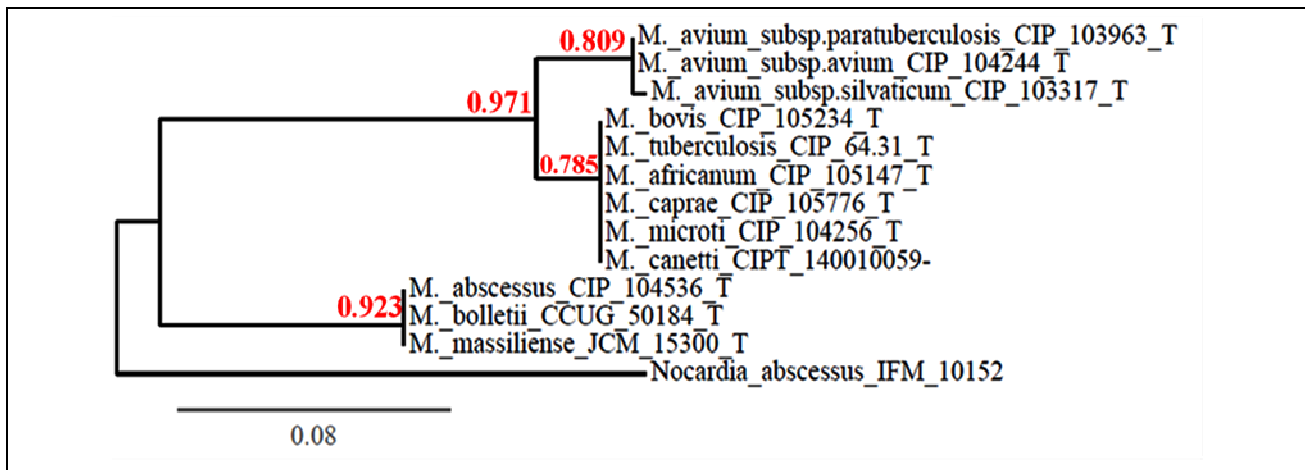 0.809 M._avium_subsp.paratuberculosis_CIP_103963_T
M._avium_subsp.avium_CIP_104244_T
M._avium_subsp.silvaticum_CIP_103317_T
0.971
M._bovis_CIP_105234_T
M._tuberculosis_CIP_64.31_T
0.785 M._africanum_CIP_105147_T
M._caprae_CIP_105776_T
M._microti_CIP_104256_T
M._canetti_CIPT_140010059-
M._abscessus_CIP_104536_T
0.923 M._bolletii_CCUG_50184_T
M._massiliense_JCM_15300_T
Nocardia_abscessus_IFM_10152
0.08